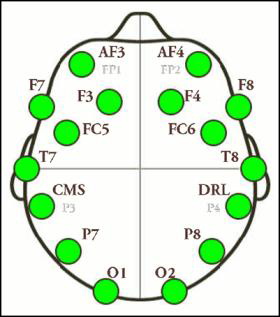 AF3 AF4
FP1 FP2
F7 F3 F4 F8
FC5 FC6
T7 T8
CMS DRL
P3 P4
P7 P8
O1 O2